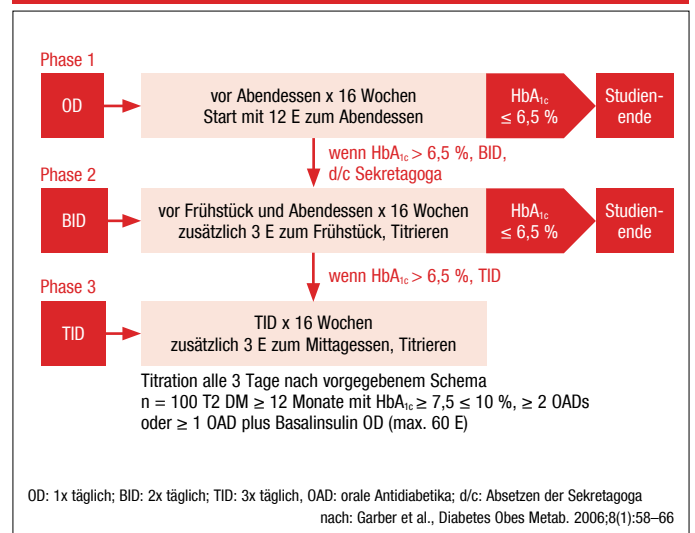 Phase 1
OD
vor Abendessen x 16 Wochen
Start mit 12 E zum Abendessen
HbA₁c
≤ 6,5 %
Studien-
ende
wenn HbA₁c > 6,5 %, BID,
d/c Sekretagoga
Phase 2
BID
vor Frühstück und Abendessen x 16 Wochen
zusätzlich 3 E zum Frühstück, Titrieren
HbA₁c
≤ 6,5 %
Studien-
ende
wenn HbA₁c > 6,5 %, TID
Phase 3
TID
TID x 16 Wochen
zusätzlich 3 E zum Mittagessen, Titrieren
Titration alle 3 Tage nach vorgegebenem Schema
n = 100 T2 DM ≥ 12 Monate mit HbA₁c ≥ 7,5 ≤ 10 %, ≥ 2 OADs
oder ≥ 1 OAD plus Basalinsulin OD (max. 60 E)
OD: 1x täglich; BID: 2x täglich; TID: 3x täglich, OAD: orale Antidiabetika; d/c: Absetzen der Sekretagoga
nach: Garber et al., Diabetes Obes Metab. 2006;8(1):58–66